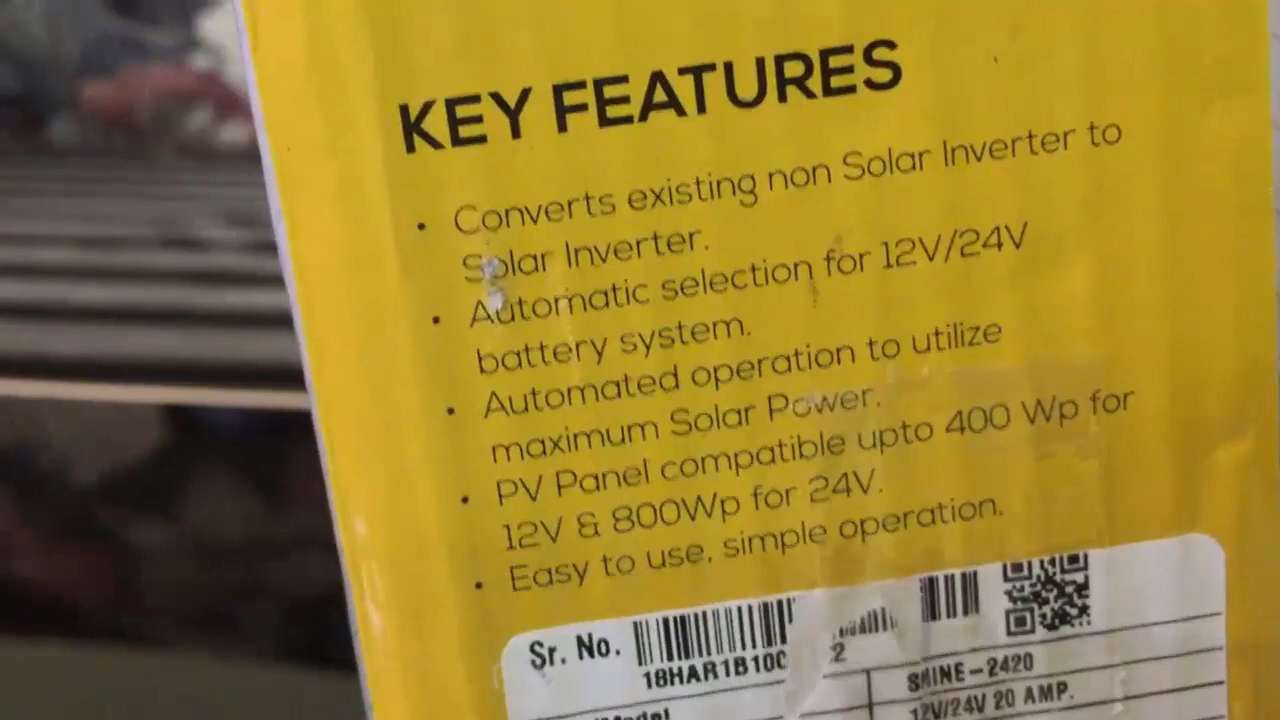 KEY FEATURES
• Converts existing non Solar Inverter to
Solar Inverter.
• Automatic selection for 12V/24V
battery system.
• Automated operation to utilize
maximum Solar Power.
• PV Panel compatible upto 400 Wp for
12V & 800Wp for 24V.
• Easy to use, simple operation.
Sr. No.
18HAR1B10 2
SHINE-2420
12V/24V 20 AMP.